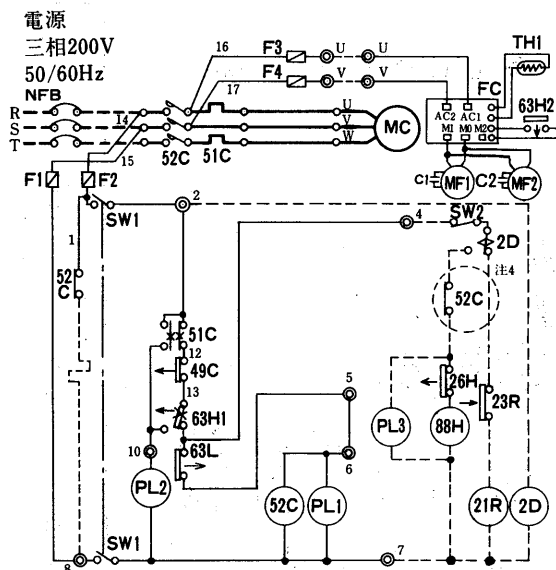 電源
三相200V
50/60Hz
NFB
R
S
T
14
15
16
17
52C
51C
F3
F4
U
U
V
V
U
V
W
MC
TH1
FC
63H2
AC2
AC1
M1
M0
M2
C1
MF1
C2
MF2
F1
F2
SW1
2
4
SW2
2D
注4
1
52
C
52C
51C
12
49C
13
63H1
63L
10
PL2
5
6
26H
23R
PL3
88H
52C
PL1
21R
2D
8
SW1
7